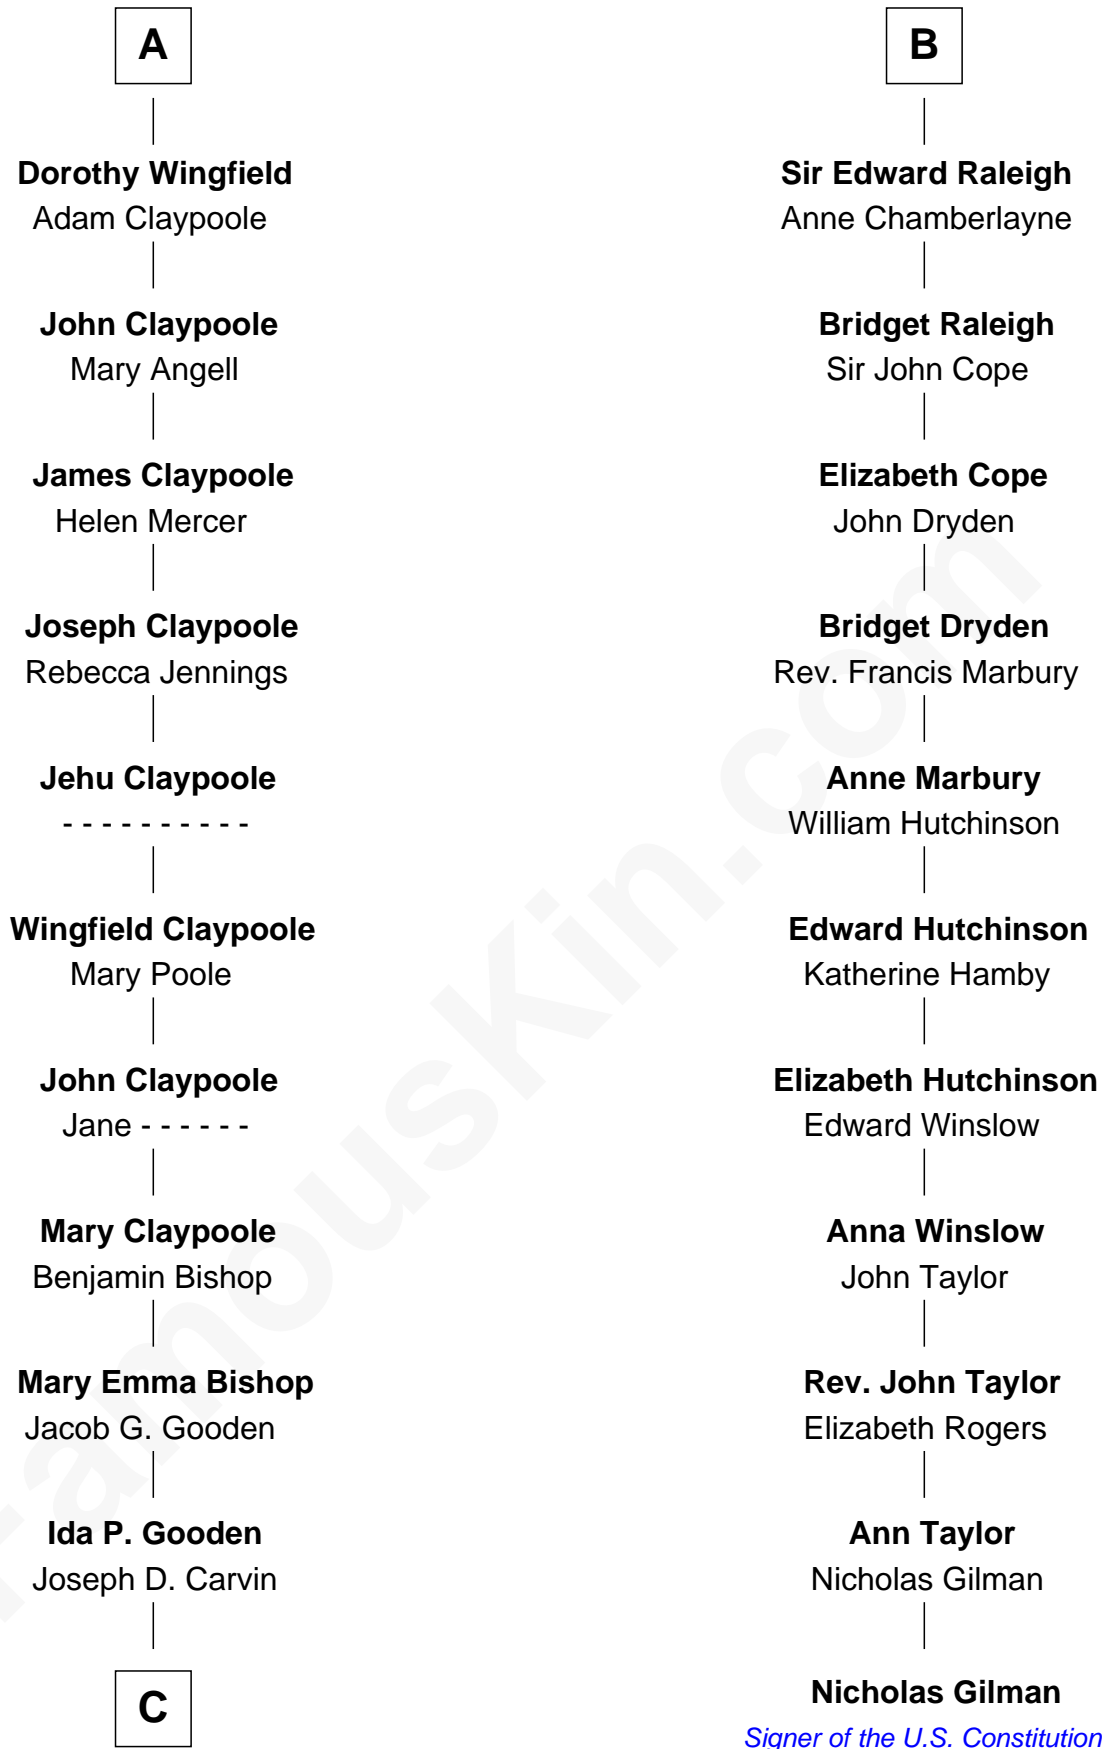 A
Dorothy Wingfield
Adam Claypoole
John Claypoole
Mary Angell
James Claypoole
Helen Mercer
Joseph Claypoole
Rebecca Jennings
Jehu Claypoole
- - - - - - - - - -
Wingfield Claypoole
Mary Poole
John Claypoole
Jane - - - - - -
Mary Claypoole
Benjamin Bishop
Mary Emma Bishop
Jacob G. Gooden
Ida P. Gooden
Joseph D. Carvin
C
B
Sir Edward Raleigh
Anne Chamberlayne
Bridget Raleigh
Sir John Cope
Elizabeth Cope
John Dryden
Bridget Dryden
Rev. Francis Marbury
Anne Marbury
William Hutchinson
Edward Hutchinson
Katherine Hamby
Elizabeth Hutchinson
Edward Winslow
Anna Winslow
John Taylor
Rev. John Taylor
Elizabeth Rogers
Ann Taylor
Nicholas Gilman
Nicholas Gilman
Signer of the U.S. Constitution
FamousKin.com